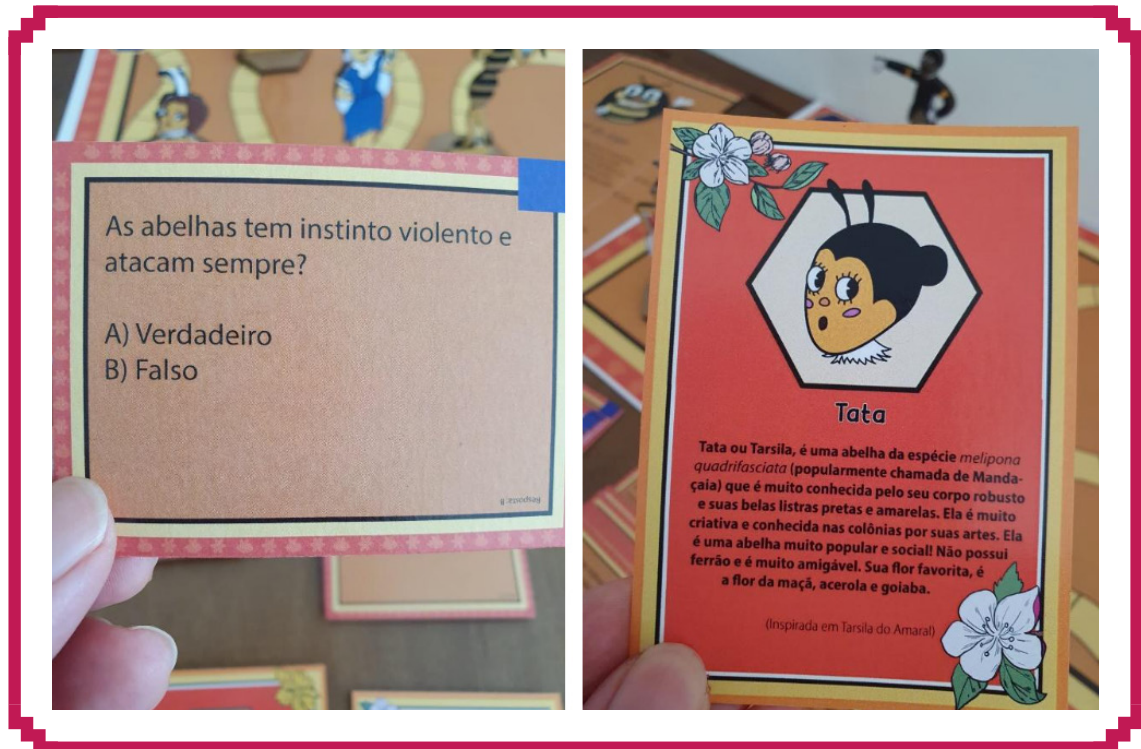 As abelhas tem instinto violento e
atacam sempre?
A) Verdadeiro
B) Falso
Resposta: B
Tata
Tata ou Tarsila, é uma abelha da espécie melipona
quadrifasciata (popularmente chamada de Manda-
çaia) que é muito conhecida pelo seu corpo robusto
e suas belas listras pretas e amarelas. Ela é muito
criativa e conhecida nas colônias por suas artes. Ela
é uma abelha muito popular e social! Não possui
ferrão e é muito amigável. Sua flor favorita, é
a flor da maçã, acerola e goiaba.
(Inspirada em Tarsila do Amaral)